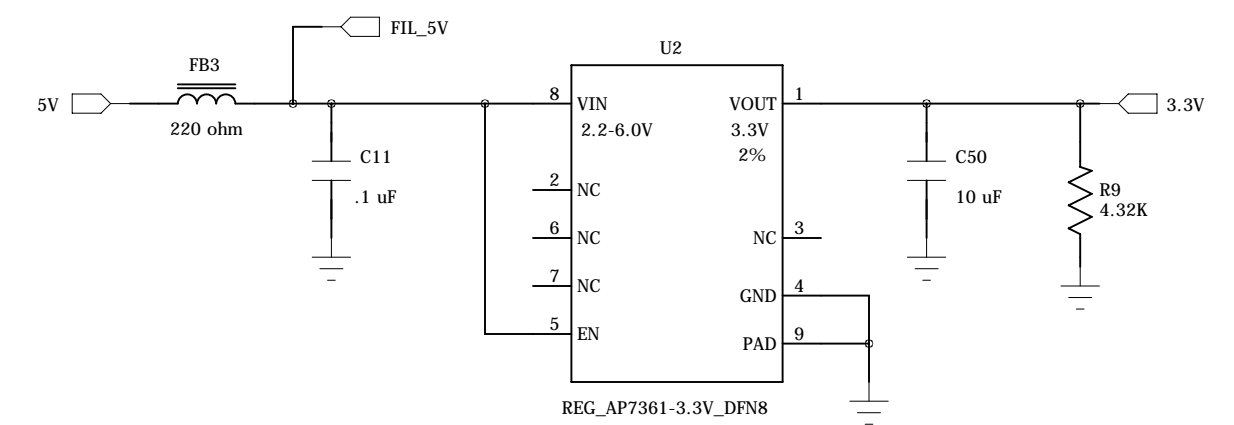 FIL_5V
U2
FB3
5V
220 ohm
8
VIN
2.2-6.0V
VOUT
1
3.3V
2%
3.3V
C11
.1 uF
C50
10 uF
R9
4.32K
2
NC
6
NC
NC
3
7
NC
GND
4
5
EN
PAD
9
REG_AP7361-3.3V_DFN8